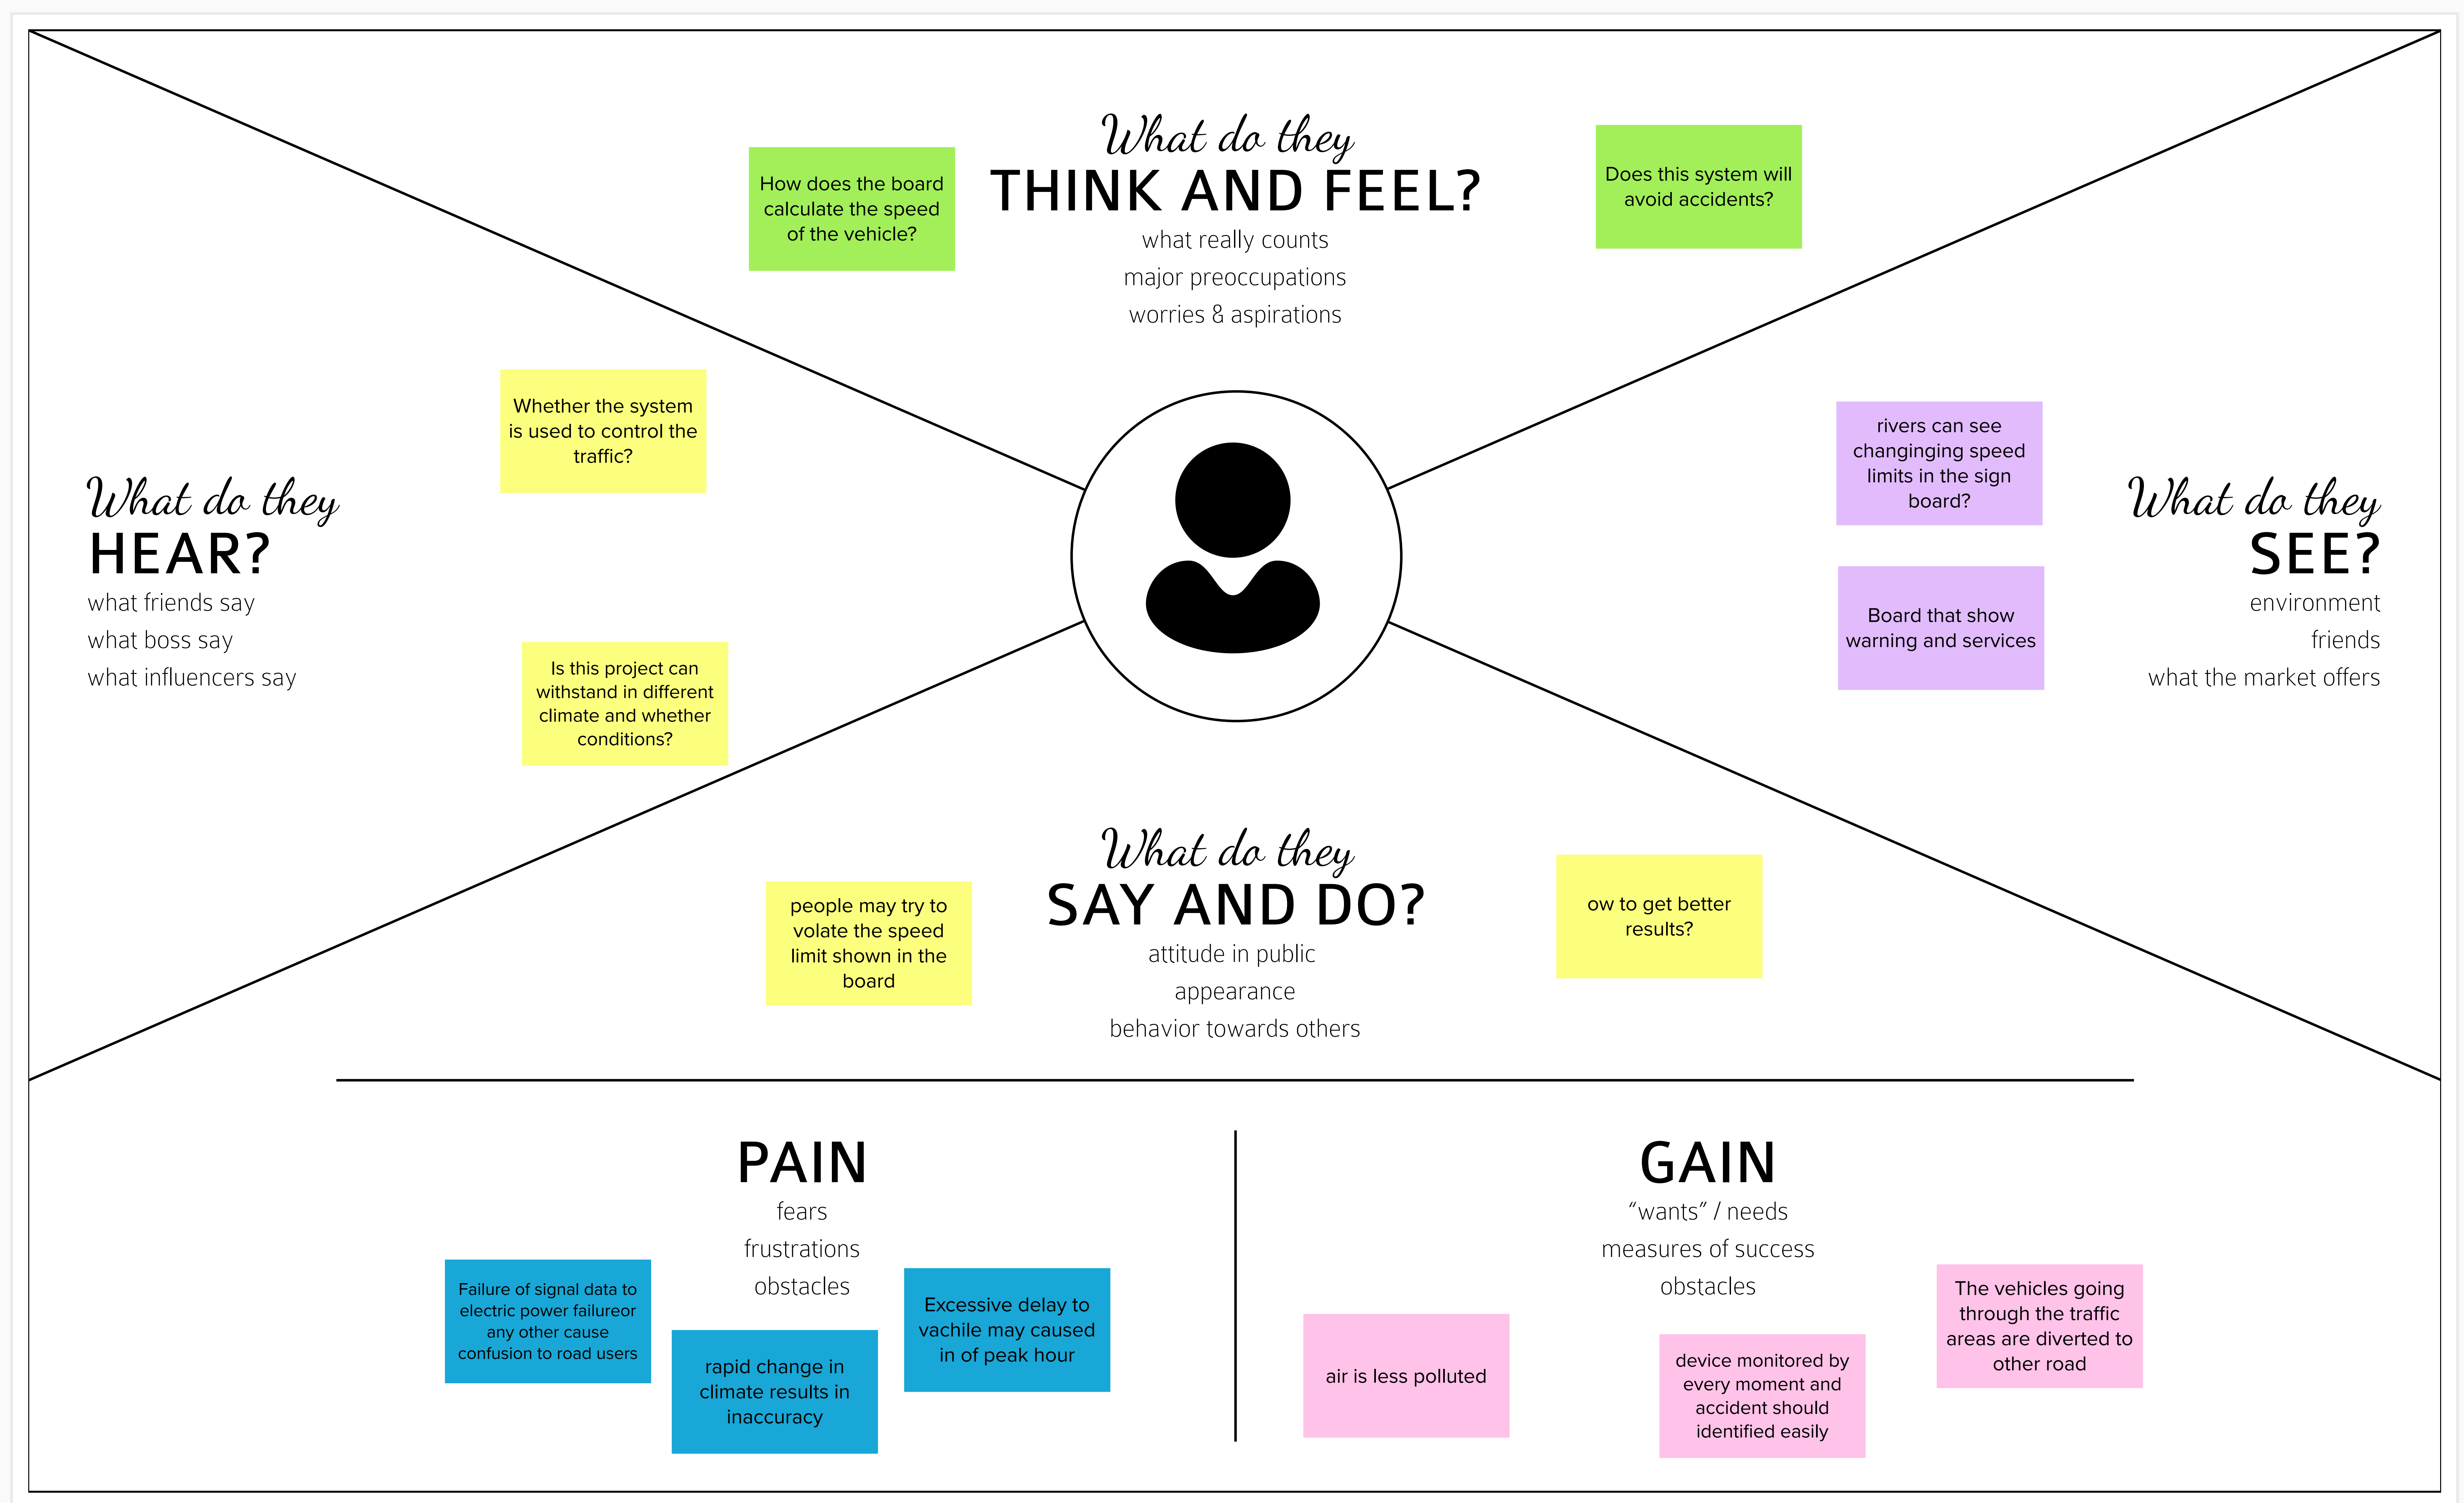 What do they
THINK AND FEEL?
what really counts
major preoccupations
worries & aspirations
How does the board
calculate the speed
of the vehicle?
Does this system will
avoid accidents?
What do they
HEAR?
what friends say
what boss say
what influencers say
Whether the system
is used to control the
traffic?
Is this project can
withstand in different
climate and whether
conditions?
rivers can see
changinging speed
limits in the sign
board?
Board that show
warning and services
What do they
SEE?
environment
friends
what the market offers
What do they
SAY AND DO?
attitude in public
appearance
behavior towards others
people may try to
volate the speed
limit shown in the
board
ow to get better
results?
PAIN
fears
frustrations
obstacles
Failure of signal data to
electric power failureor
any other cause
confusion to road users
rapid change in
climate results in
inaccuracy
Excessive delay to
vachile may caused
in of peak hour
GAIN
“wants” / needs
measures of success
obstacles
air is less polluted
device monitored by
every moment and
accident should
identified easily
The vehicles going
through the traffic
areas are diverted to
other road